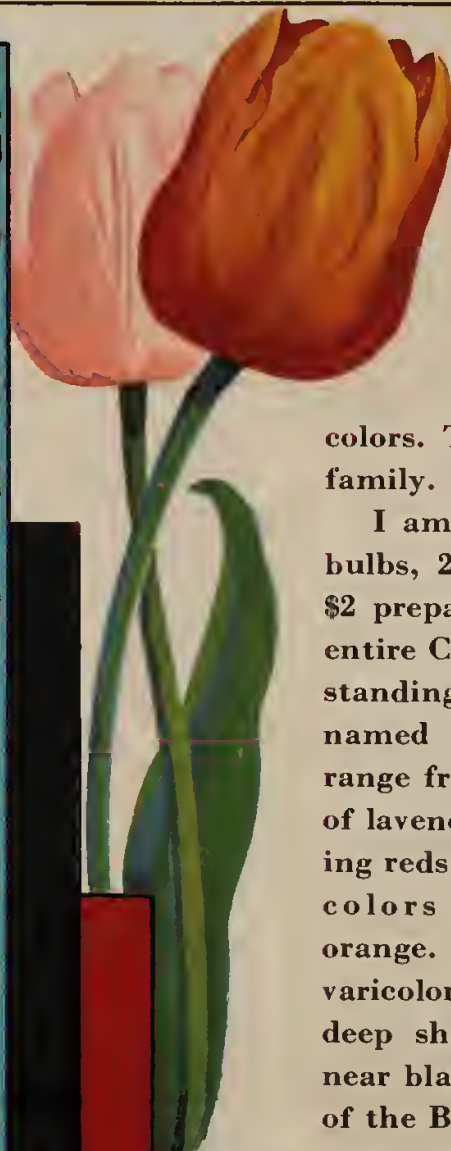 colors.
family.
I am
bulbs, 2
$2 prepa
entire C
standing
named
range fr
of laven
ing reds
colors
orange.
varicolor
deep sh
near bla
of the B